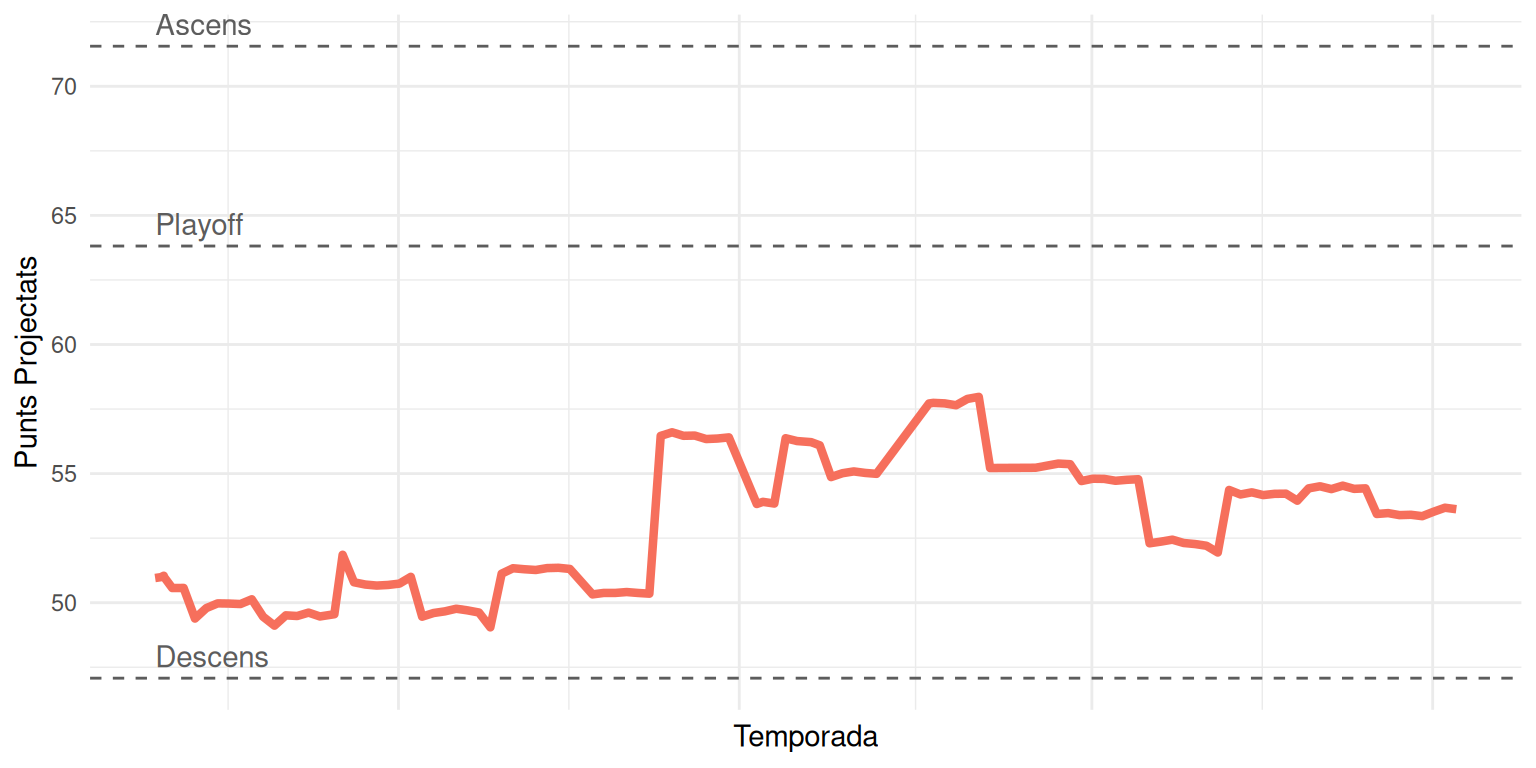 Ascens
70
65
Playoff
60
55
50
Descens
Punts Projectats
Temporada